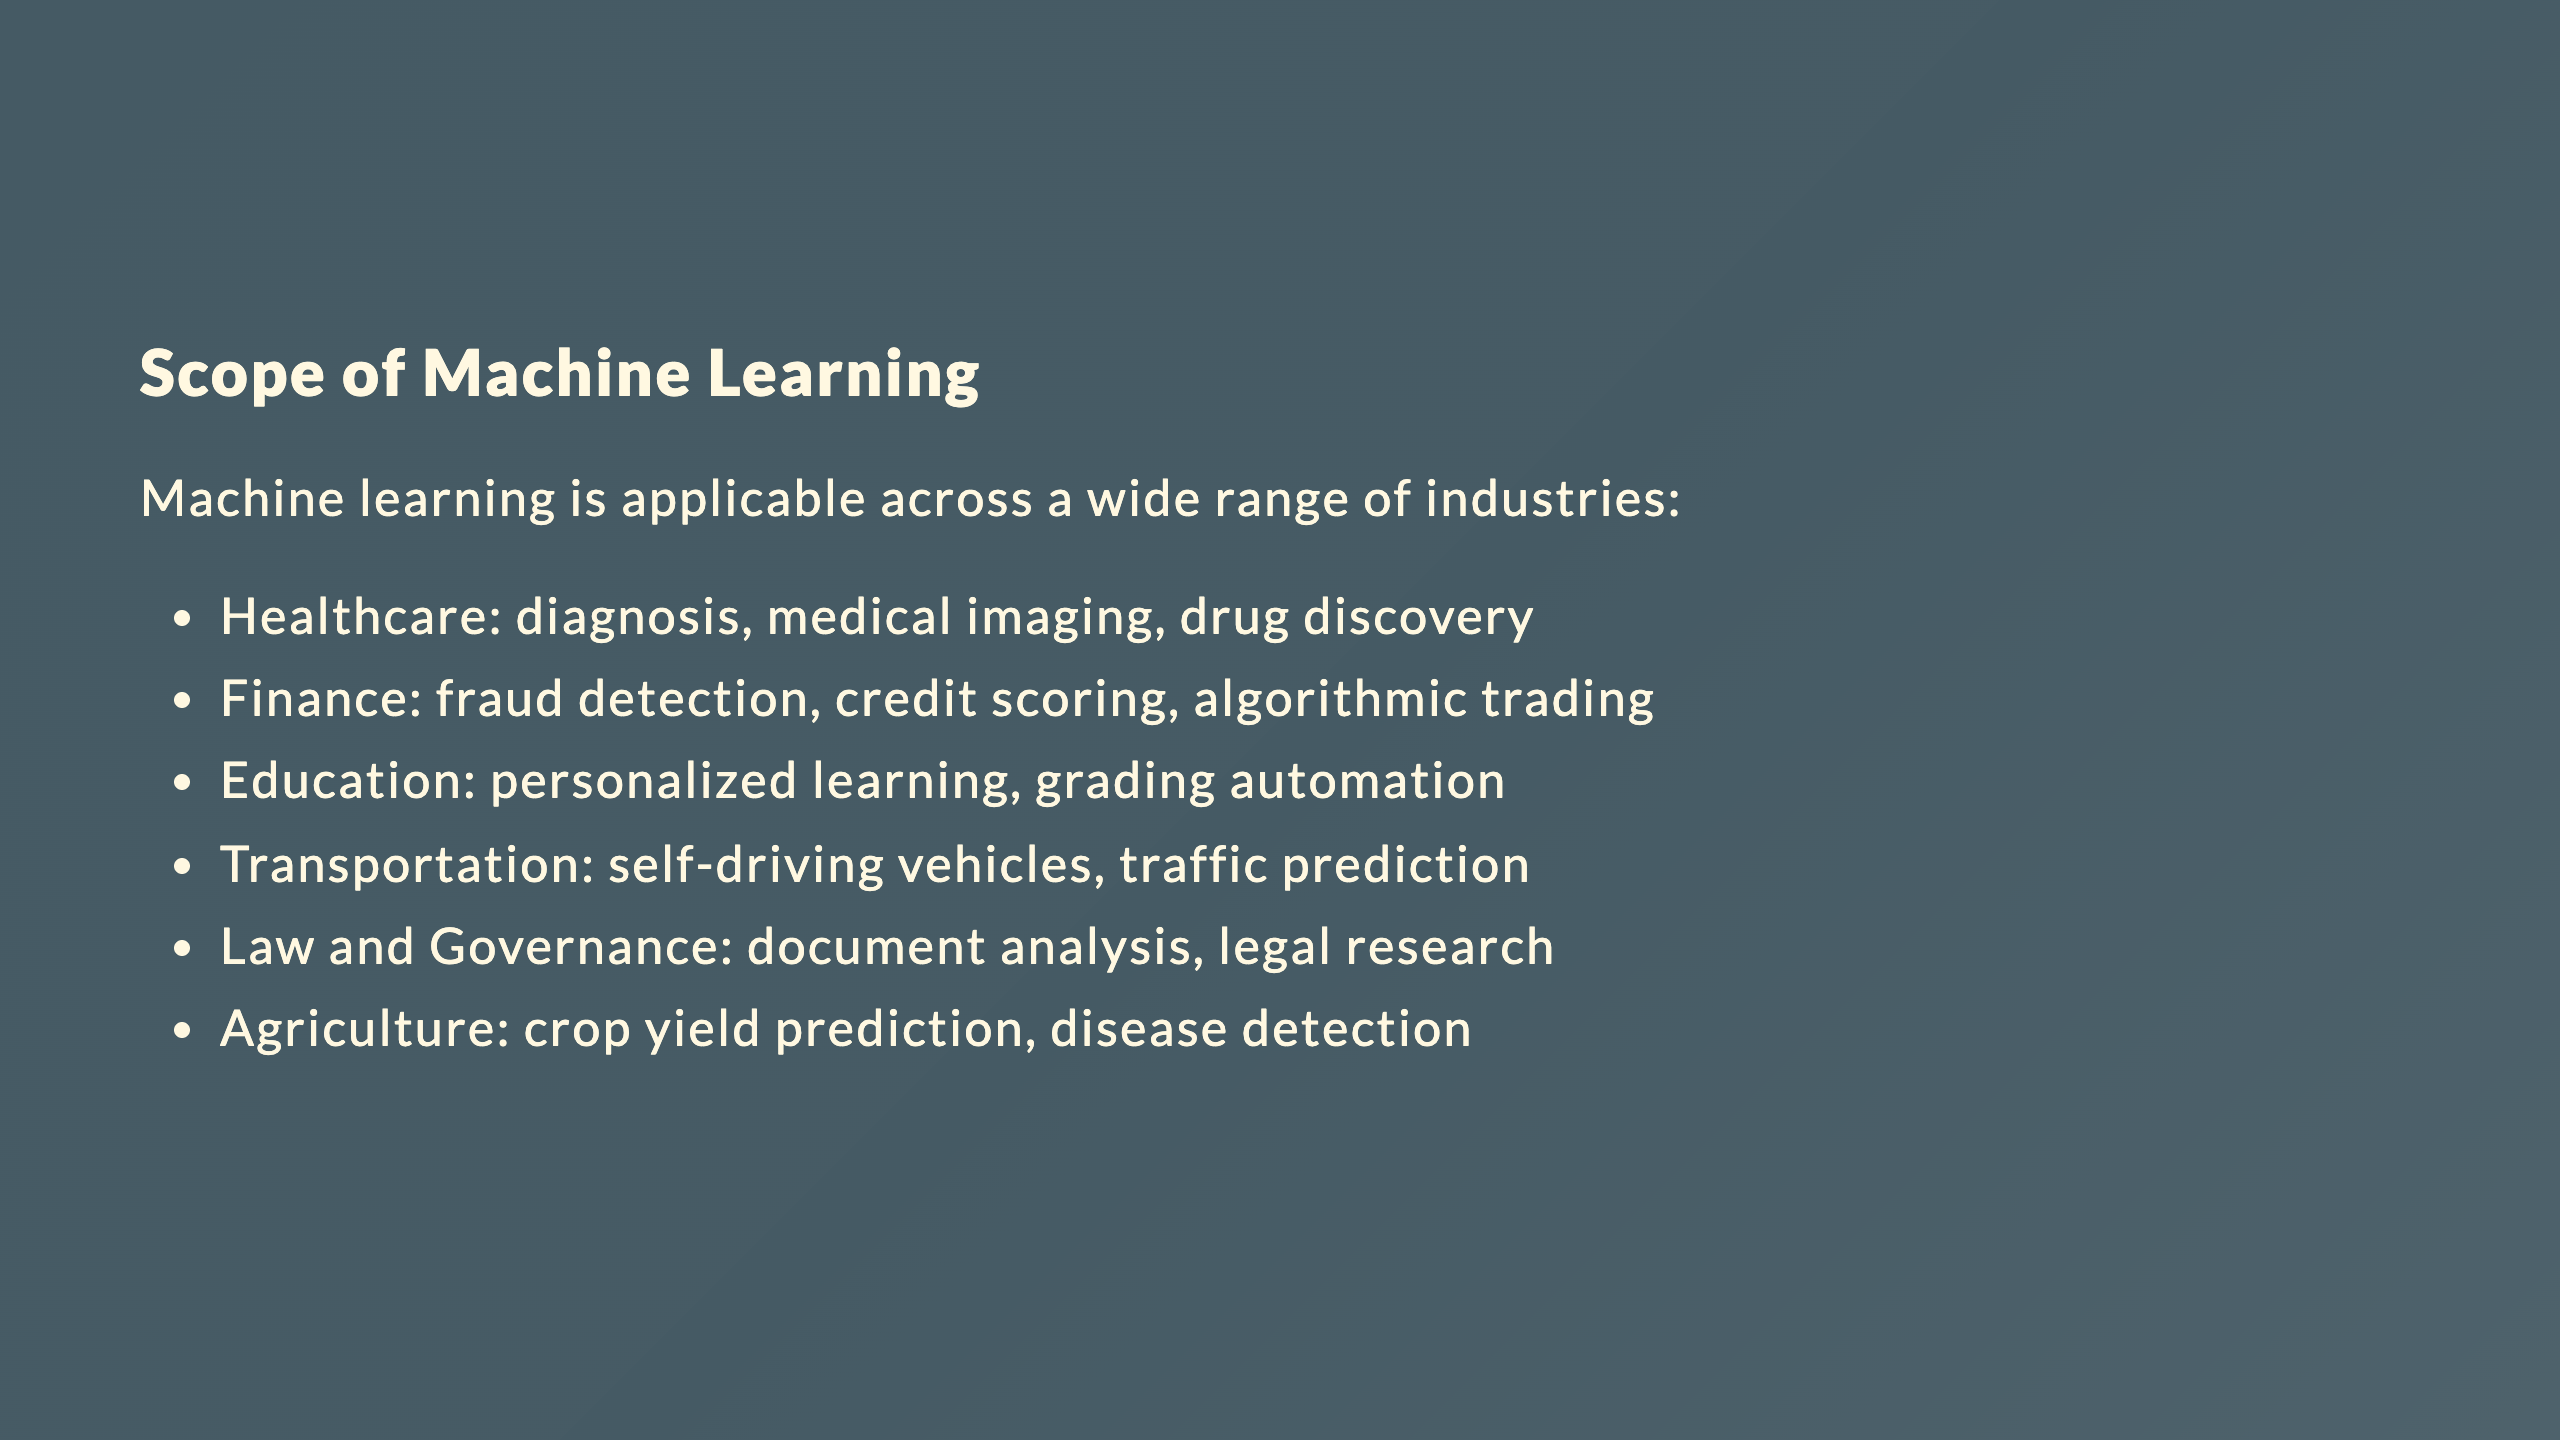 Scope of Machine Learning
Machine learning is applicable across a wide range of industries:
• Healthcare: diagnosis, medical imaging, drug discovery
• Finance: fraud detection, credit scoring, algorithmic trading
• Education: personalized learning, grading automation
• Transportation: self-driving vehicles, traffic prediction
• Law and Governance: document analysis, legal research
• Agriculture: crop yield prediction, disease detection